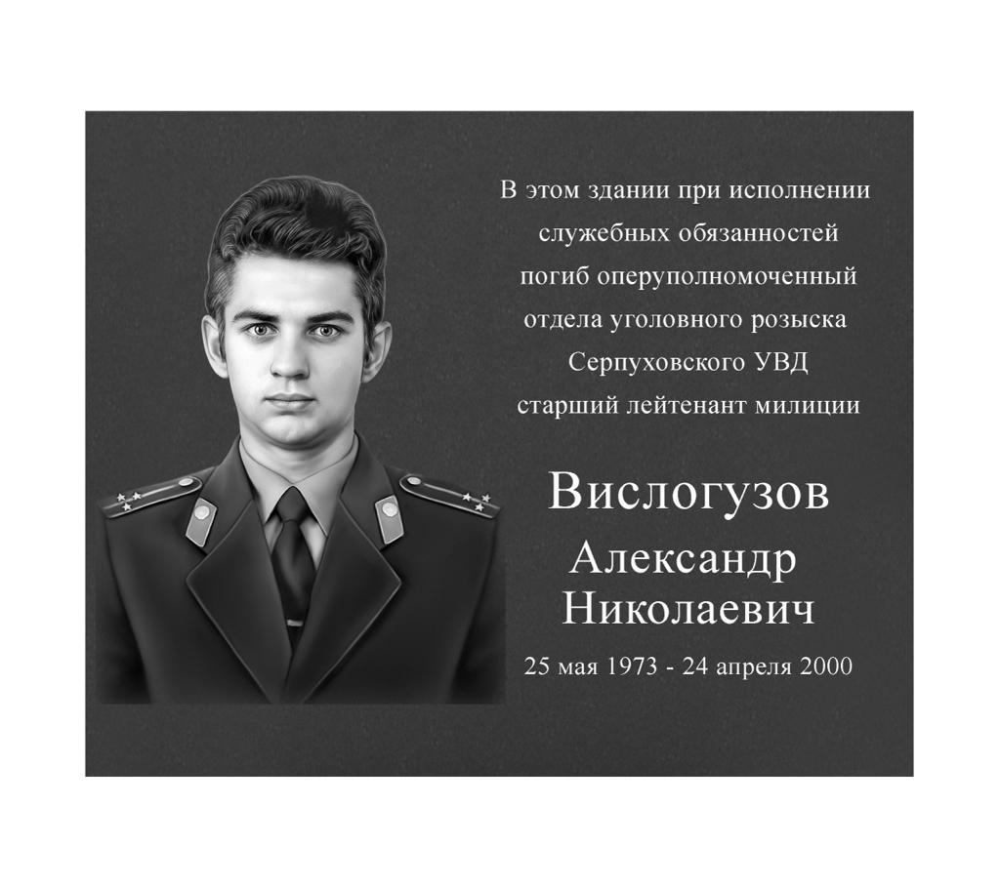 В этом здании при исполнении
служебных обязанностей
погиб оперуполномоченный
отдела уголовного розыска
Серпуховского УВД
старший лейтенант милиции
Вислогузов
Александр
Николаевич
25 мая 1973 - 24 апреля 2000